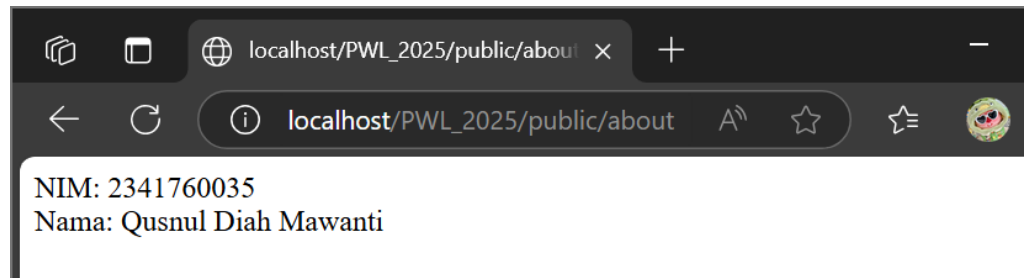 localhost/PWL_2025/public/about
localhost/PWL_2025/public/about
NIM: 2341760035
Nama: Qusnul Diah Mawanti